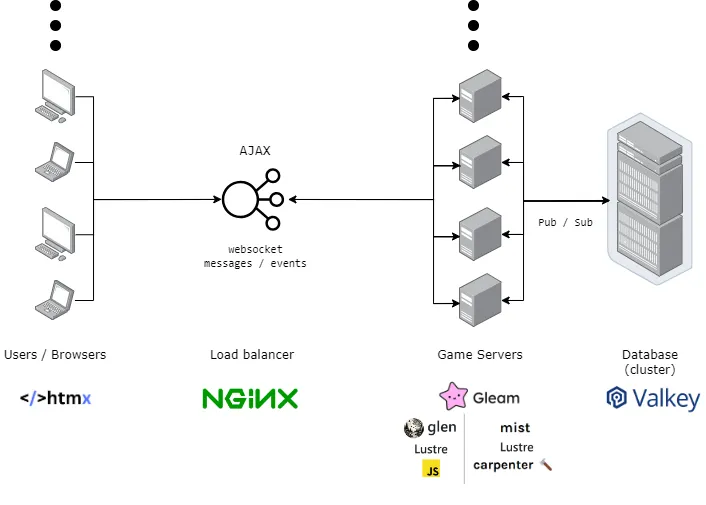 AJAX
websocket
messages / events
Pub / Sub
Users / Browsers
Load balancer
Game Servers
Database
(cluster)
</>htmx
NGINX
Gleam
Valkey
glen
Lustre
JS
mist
Lustre
carpenter